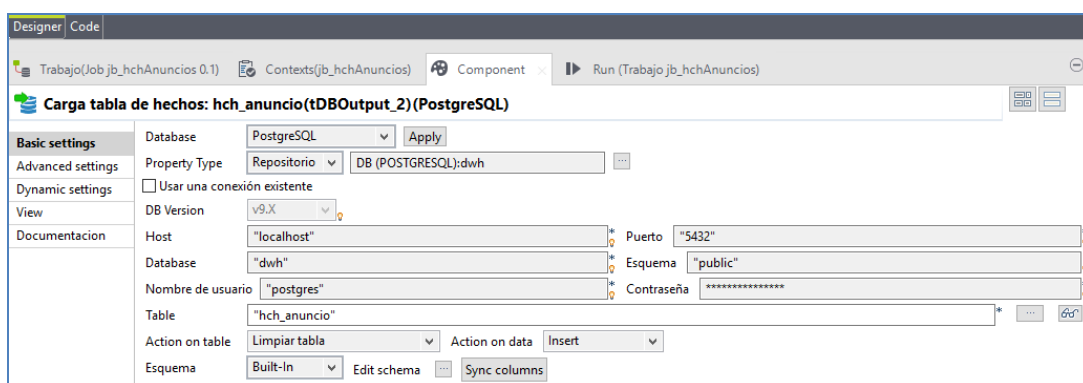 Designer Code
Trabajo(Job jb_hchAnuncios 0.1) Contexts(jb_hchAnuncios) Component Run (Trabajo jb_hchAnuncios)
Carga tabla de hechos: hch_anuncio(tDBOutput_2)(PostgreSQL)
Basic settings
Advanced settings
Dynamic settings
View
Documentacion
Database PostgreSQL Apply
Property Type Repositorio DB (POSTGRESQL):dwh ...
Usar una conexión existente
DB Version v9.X
Host "localhost" * Puerto "5432" *
Database "dwh" * Esquema "public" *
Nombre de usuario "postgres" * Contraseña *************** *
Table "hch_anuncio" * ...
Action on table Limpiar tabla Action on data Insert
Esquema Built-In Edit schema ... Sync columns